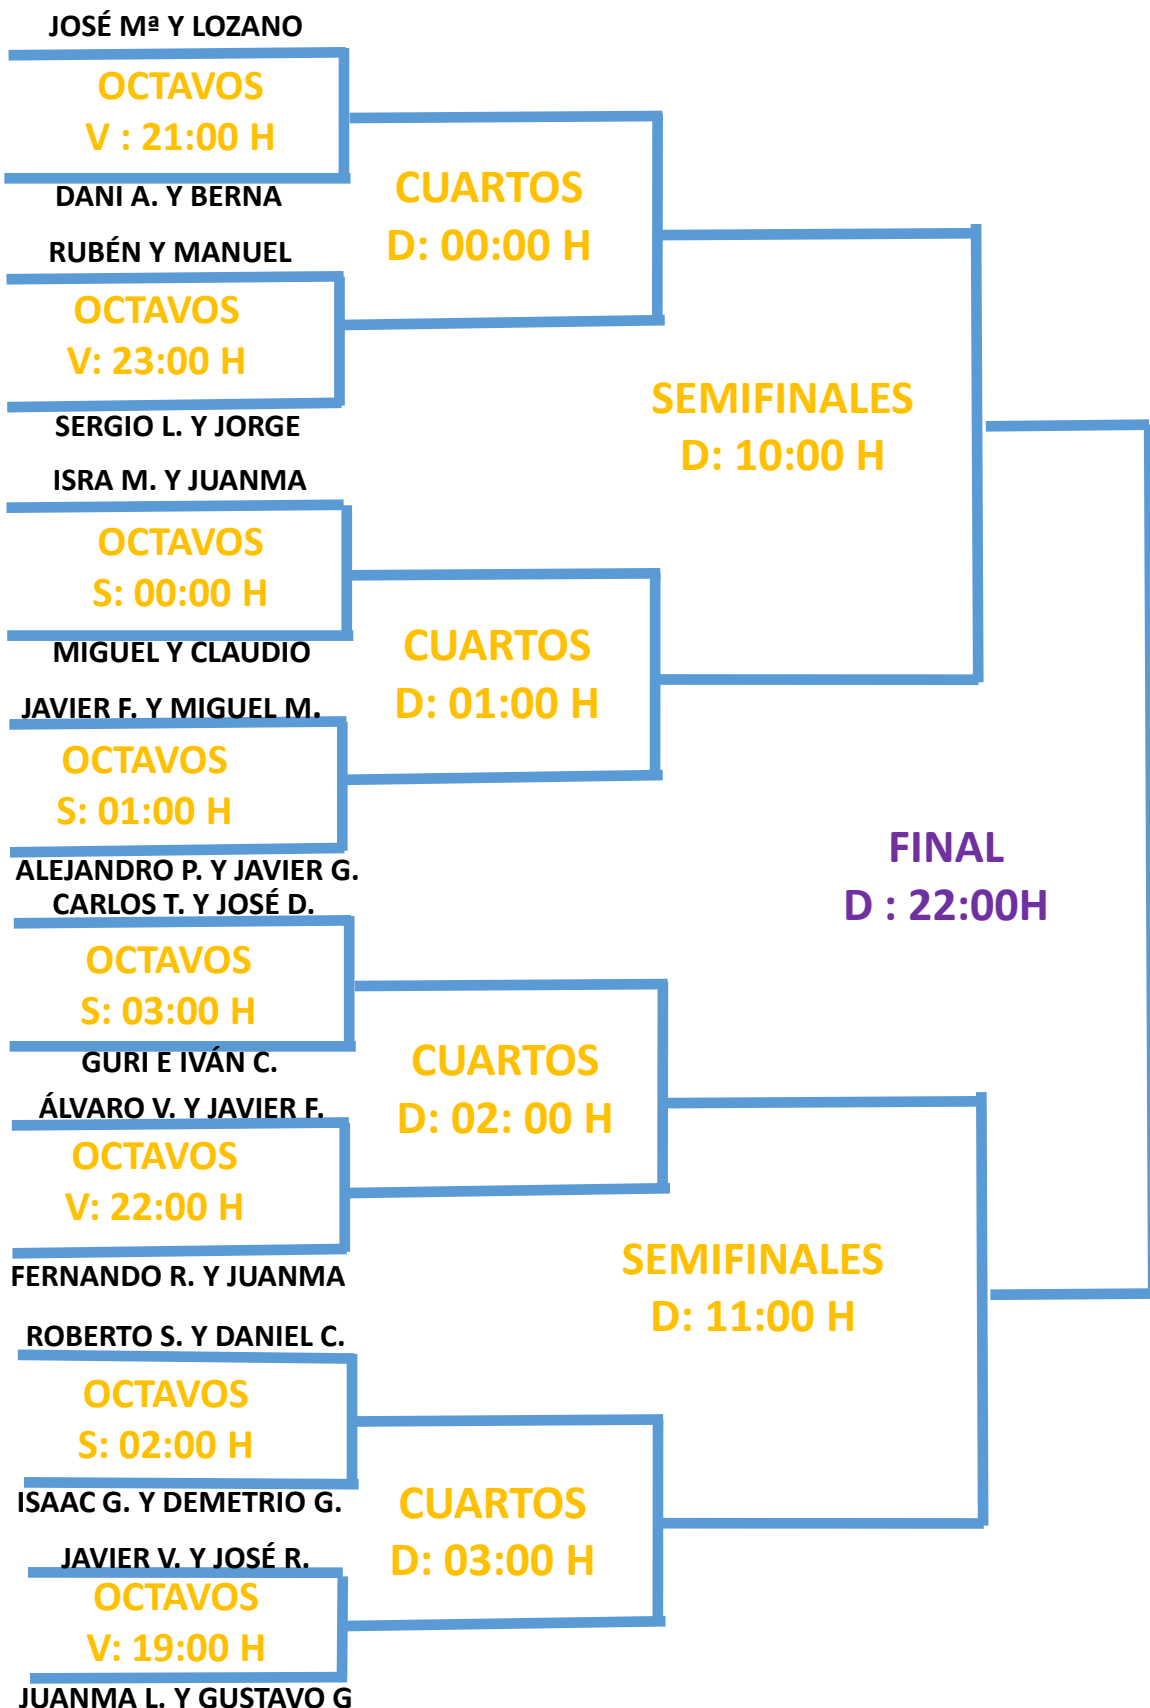 JOSÉ Mª Y LOZANO
OCTAVOS
V : 21:00 H
DANI A. Y BERNA
CUARTOS
D: 00:00 H
RUBÉN Y MANUEL
OCTAVOS
V: 23:00 H
SERGIO L. Y JORGE
SEMIFINALES
D: 10:00 H
ISRA M. Y JUANMA
OCTAVOS
S: 00:00 H
MIGUEL Y CLAUDIO
CUARTOS
D: 01:00 H
JAVIER F. Y MIGUEL M.
OCTAVOS
S: 01:00 H
ALEJANDRO P. Y JAVIER G.
FINAL
D : 22:00H
CARLOS T. Y JOSÉ D.
OCTAVOS
S: 03:00 H
GURI E IVÁN C.
CUARTOS
D: 02: 00 H
ÁLVARO V. Y JAVIER F.
OCTAVOS
V: 22:00 H
FERNANDO R. Y JUANMA
SEMIFINALES
D: 11:00 H
ROBERTO S. Y DANIEL C.
OCTAVOS
S: 02:00 H
ISAAC G. Y DEMETRIO G.
CUARTOS
D: 03:00 H
JAVIER V. Y JOSÉ R.
OCTAVOS
V: 19:00 H
JUANMA L. Y GUSTAVO G